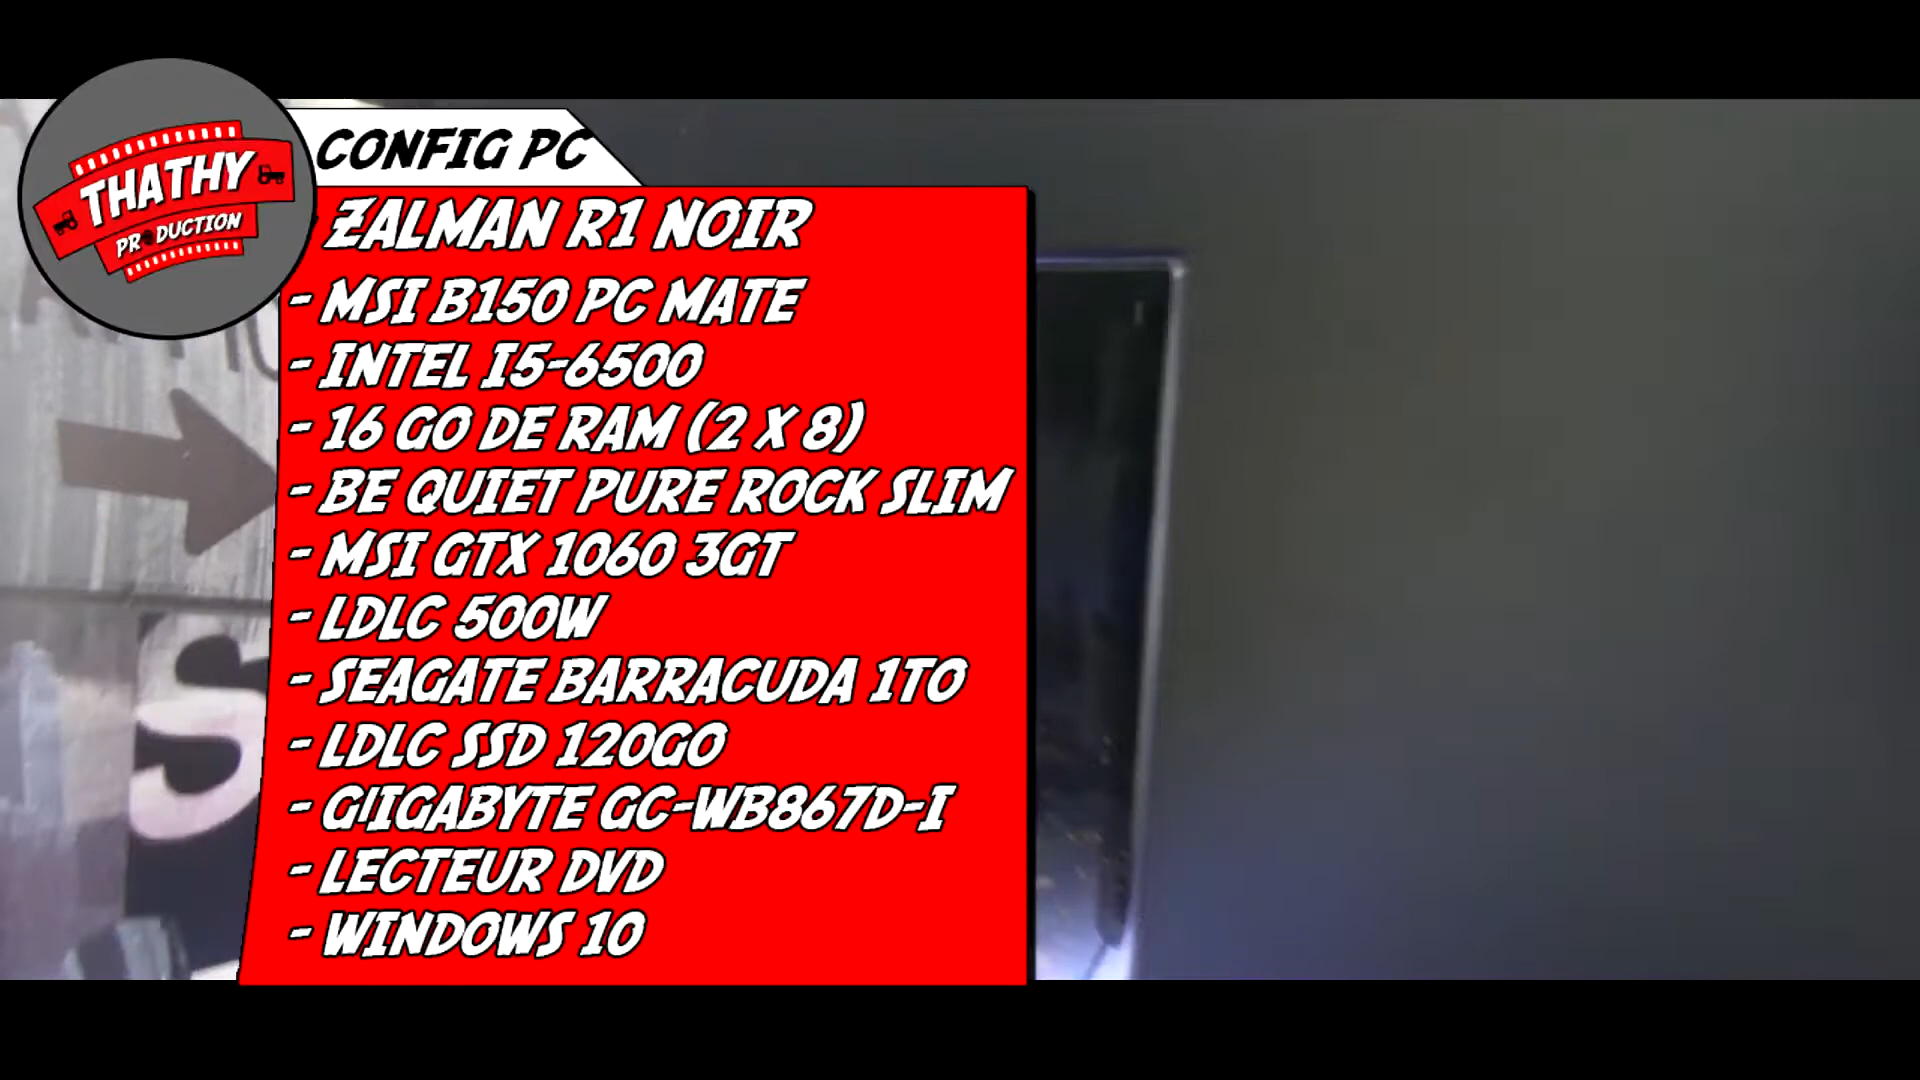 THATHY
PRODUCTION
CONFIG PC
ZALMAN R1 NOIR
- MSI B150 PC MATE
- INTEL I5-6500
- 16 GO DE RAM (2 X 8)
- BE QUIET PURE ROCK SLIM
- MSI GTX 1060 3GT
- LDLC 500W
- SEAGATE BARRACUDA 1TO
- LDLC SSD 120GO
- GIIGABYTE GC-WB867D-I
- LECTEUR DVD
- WINDOWS 10
S